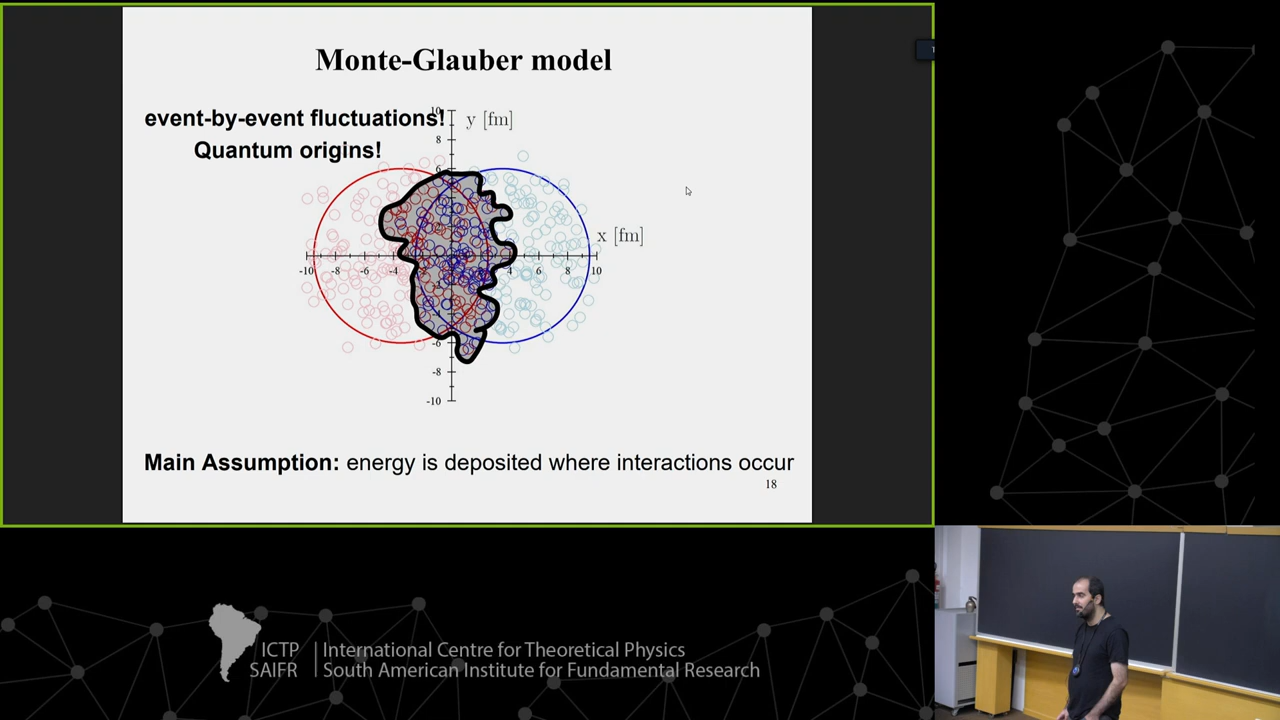 Monte-Glauber model
event-by-event fluctuations!
Quantum origins!
10
y [fm]
8
6
x [fm]
-10 -8 -6 -4 4 6 8 10
-6
-8
-10
Main Assumption: energy is deposited where interactions occur
18
ICTP
SAIFR
International Centre for Theoretical Physics
South American Institute for Fundamental Research